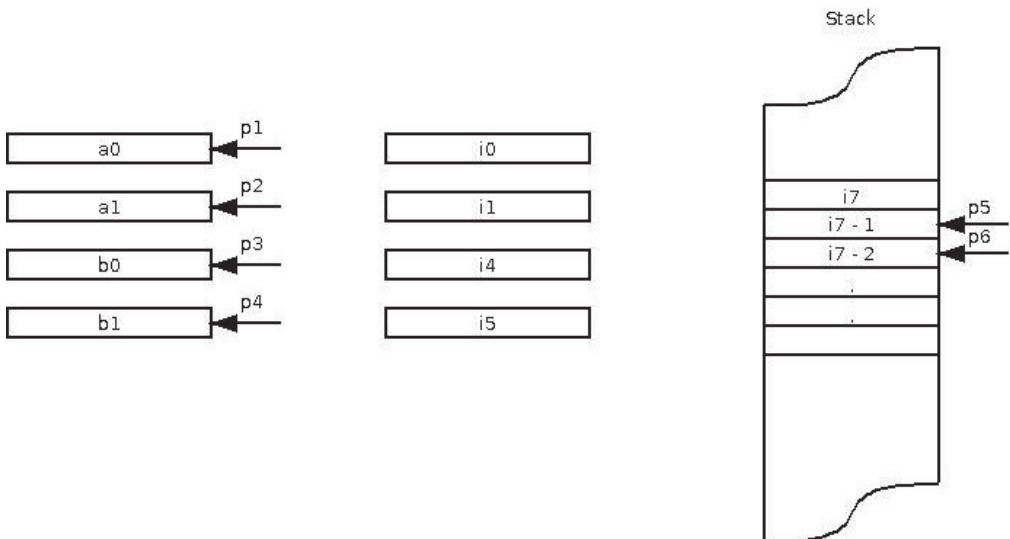 Stack
p1
a0
i0
p2
a1
i1
p3
b0
i4
p4
b1
i5
i7
i7 - 1
p5
i7 - 2
p6
.
.